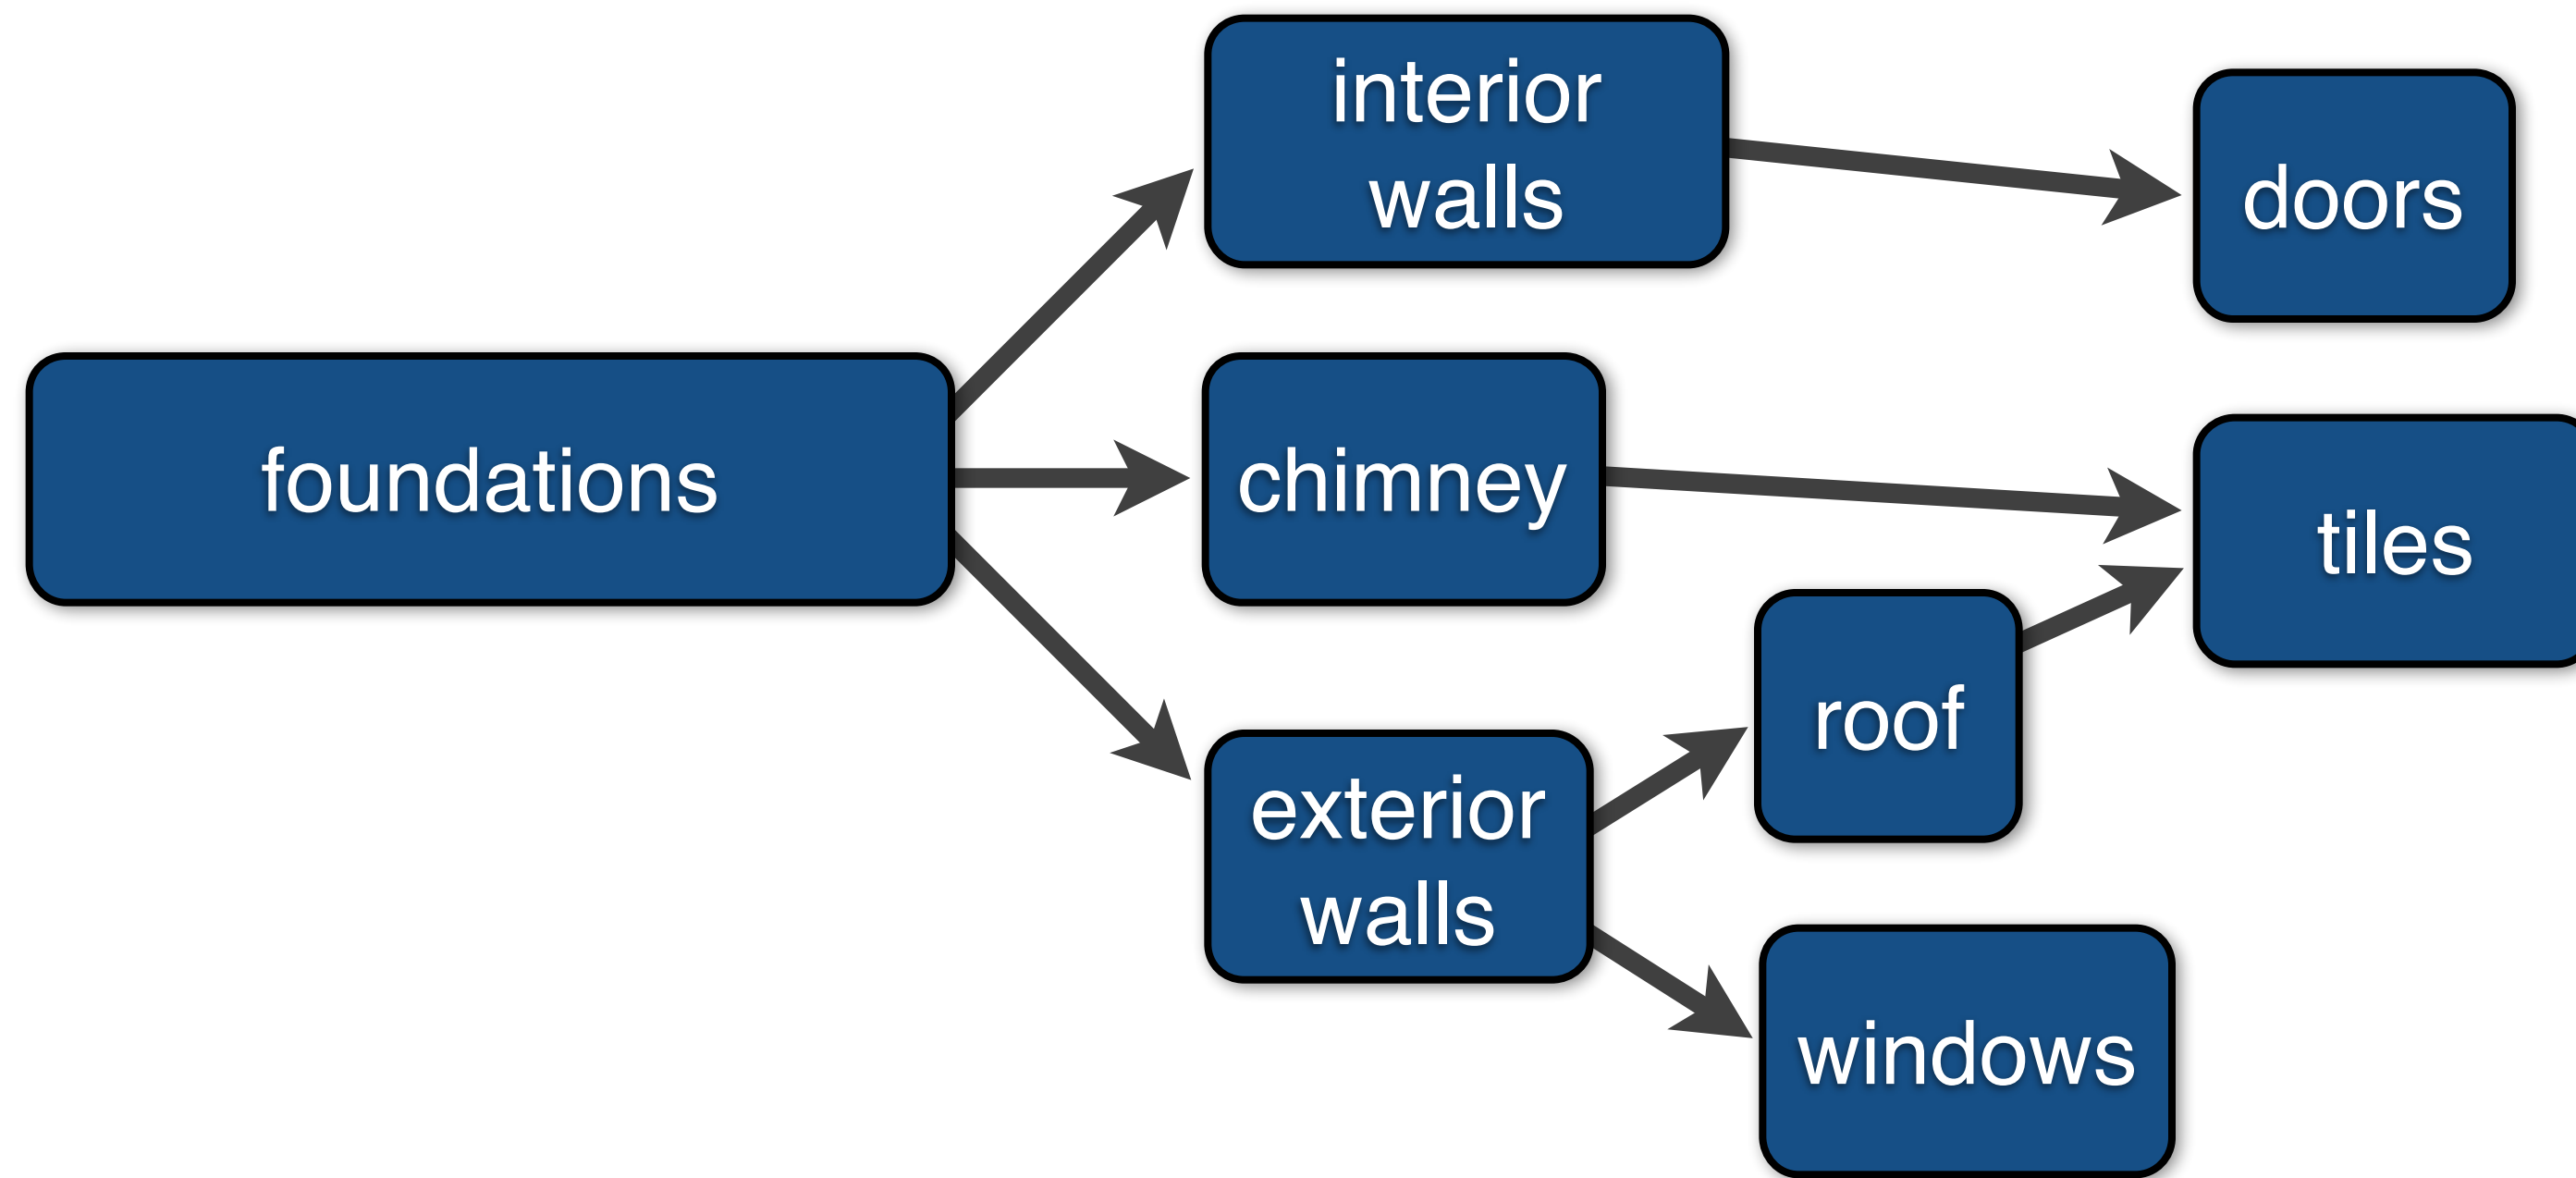 interior
walls
doors
foundations
chimney
tiles
roof
exterior
walls
windows